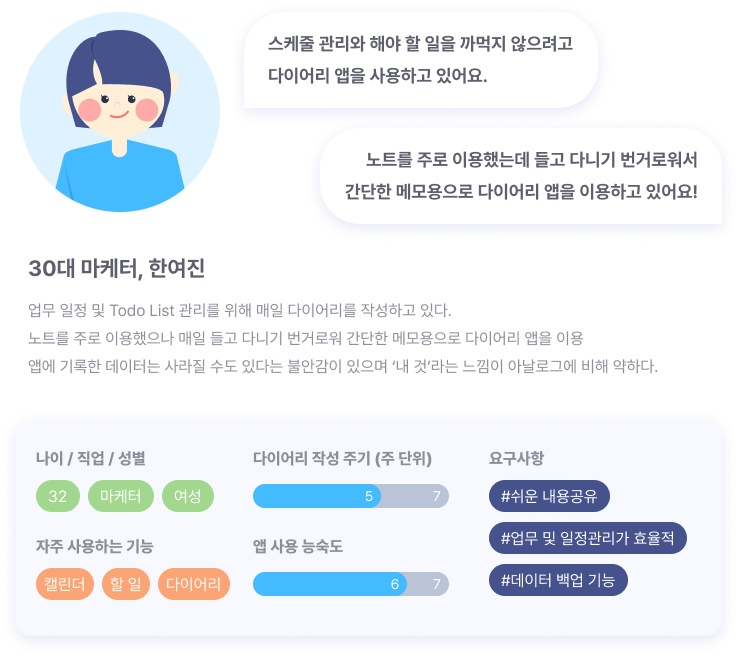 스케줄 관리와 해야 할 일을 까먹지 않으려고
다이어리 앱을 사용하고 있어요.
노트를 주로 이용했는데 들고 다니기 번거로워서
간단한 메모용으로 다이어리 앱을 이용하고 있어요!
30대 마케터, 한여진
업무 일정 및 Todo List 관리를 위해 매일 다이어리를 작성하고 있다.
노트를 주로 이용했으나 매일 들고 다니기 번거로워 간단한 메모용으로 다이어리 앱을 이용
앱에 기록한 데이터는 사라질 수도 있다는 불안감이 있으며 ‘내 것’라는 느낌이 아날로그에 비해 약하다.
나이 / 직업 / 성별
32 마케터 여성
자주 사용하는 기능
캘린더 할 일 다이어리
다이어리 작성 주기 (주 단위)
5 7
앱 사용 능숙도
6 7
요구사항
#쉬운 내용공유
#업무 및 일정관리가 효율적
#데이터 백업 기능